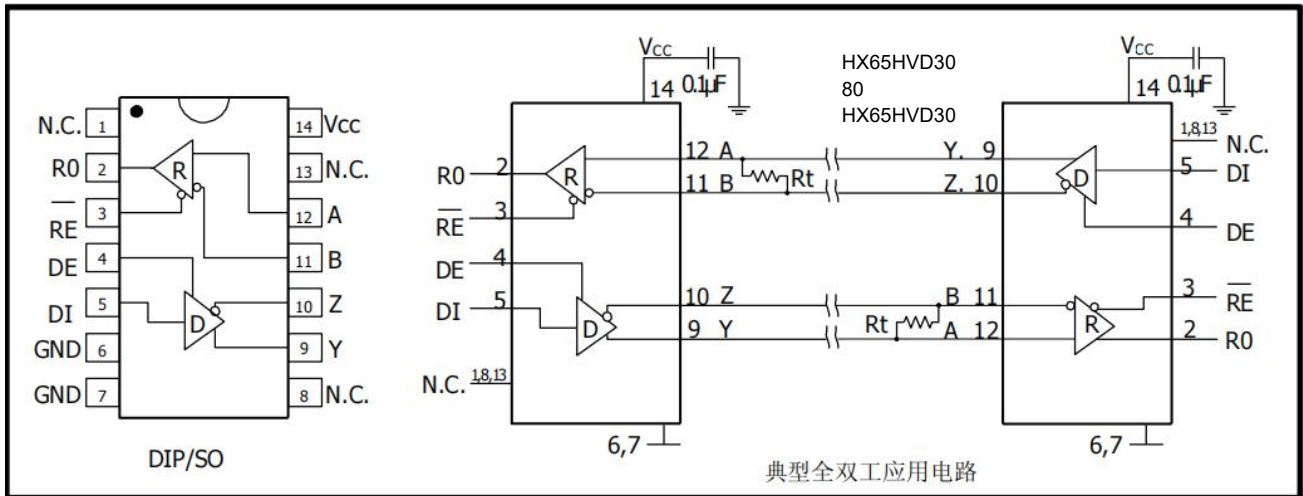 N.C. 1
R0 2
RE 3
DE 4
DI 5
GND 6
GND 7
14 Vcc
13 N.C.
12 A
11 B
10 Z
9 Y
8 N.C.
R
D
DIP/SO
VCC
14 0.1μF
R0 2
RE 3
DE 4
DI 5
N.C. 1,8,13
R
D
12 A
11 B
Rt
10 Z
9 Y
6,7
HX65HVD30
80
HX65HVD30
Y. 9
Z. 10
B 11
Rt
A 12
VCC
14 0.1μF
1,8,13 N.C.
5 DI
D
4 DE
3 RE
R
2 R0
6,7
典型全双工应用电路